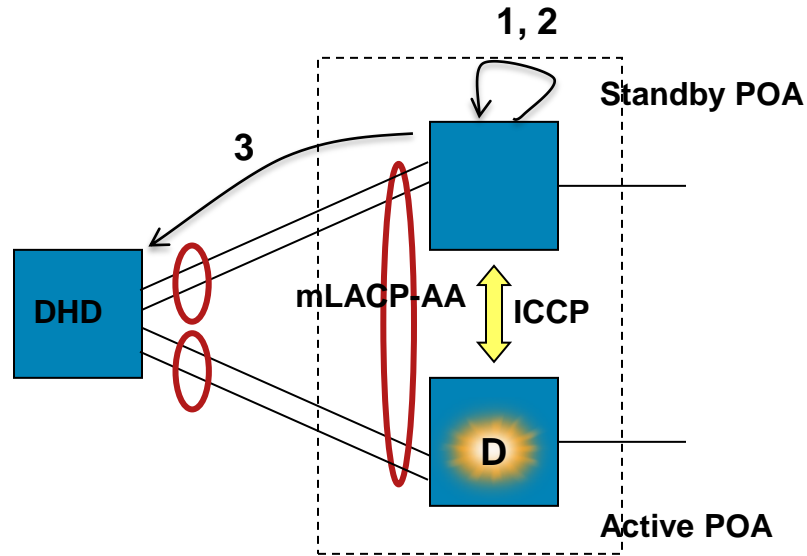 1, 2
Standby POA
3
mLACP-AA
ICCP
DHD
D
Active POA